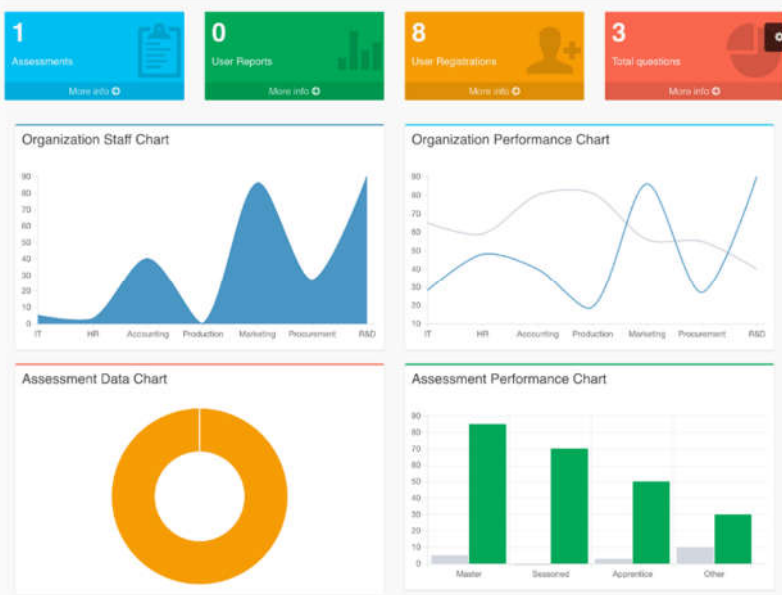 1
Assessments
More info
0
User Reports
More info
8
User Registrations
More info
3
Total questions
More info
Organization Staff Chart
90
80
70
60
50
40
30
20
10
0
IT HR Accounting Production Marketing Procurement R&D
Organization Performance Chart
90
80
70
60
50
40
30
20
10
IT HR Accounting Production Marketing Procurement R&D
Assessment Data Chart
Assessment Performance Chart
90
80
70
60
50
40
30
20
10
0
Master Seasoned Apprentice Other